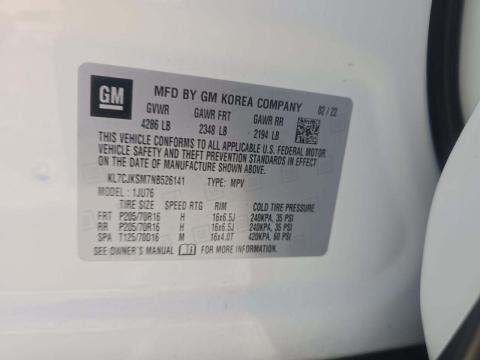 GM
MFD BY GM KOREA COMPANY 02 / 22
GVWR GAWR FRT GAWR RR
4286 LB 2348 LB 2194 LB
THIS VEHICLE CONFORMS TO ALL APPLICABLE U.S. FEDERAL MOTOR
VEHICLE SAFETY AND THEFT PREVENTION STANDARDS IN EFFECT
ON THE DATE OF MANUFACTURE SHOWN ABOVE.
KL7CJKSM7NB526141 TYPE: MPV
MODEL: 1JU76
TIRE SIZE SPEED RTG RIM
FRT P205/70R16 H 16x6.5J 240KPA, 35 PSI
RR P205/70R16 H 16x6.5J 240KPA, 35 PSI
SPA T125/70D16 M 16x4.0T 420KPA, 60 PSI
SEE OWNER'S MANUAL FOR MORE INFORMATION